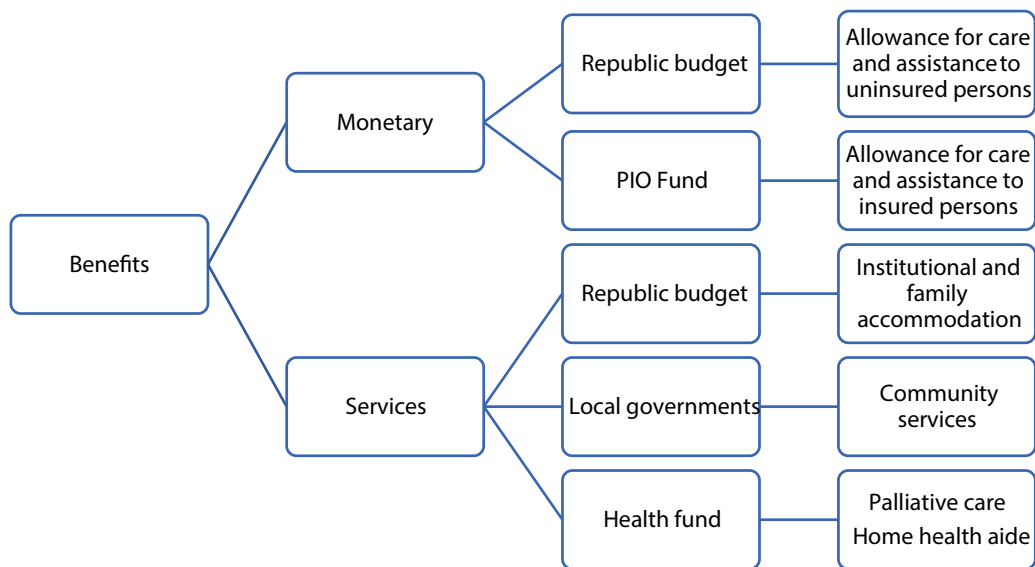 Benefits
Monetary
Republic budget
Allowance for care
and assistance to
uninsured persons
PIO Fund
Allowance for care
and assistance to
insured persons
Services
Republic budget
Institutional and
family
accommodation
Local governments
Community
services
Health fund
Palliative care
Home health aide